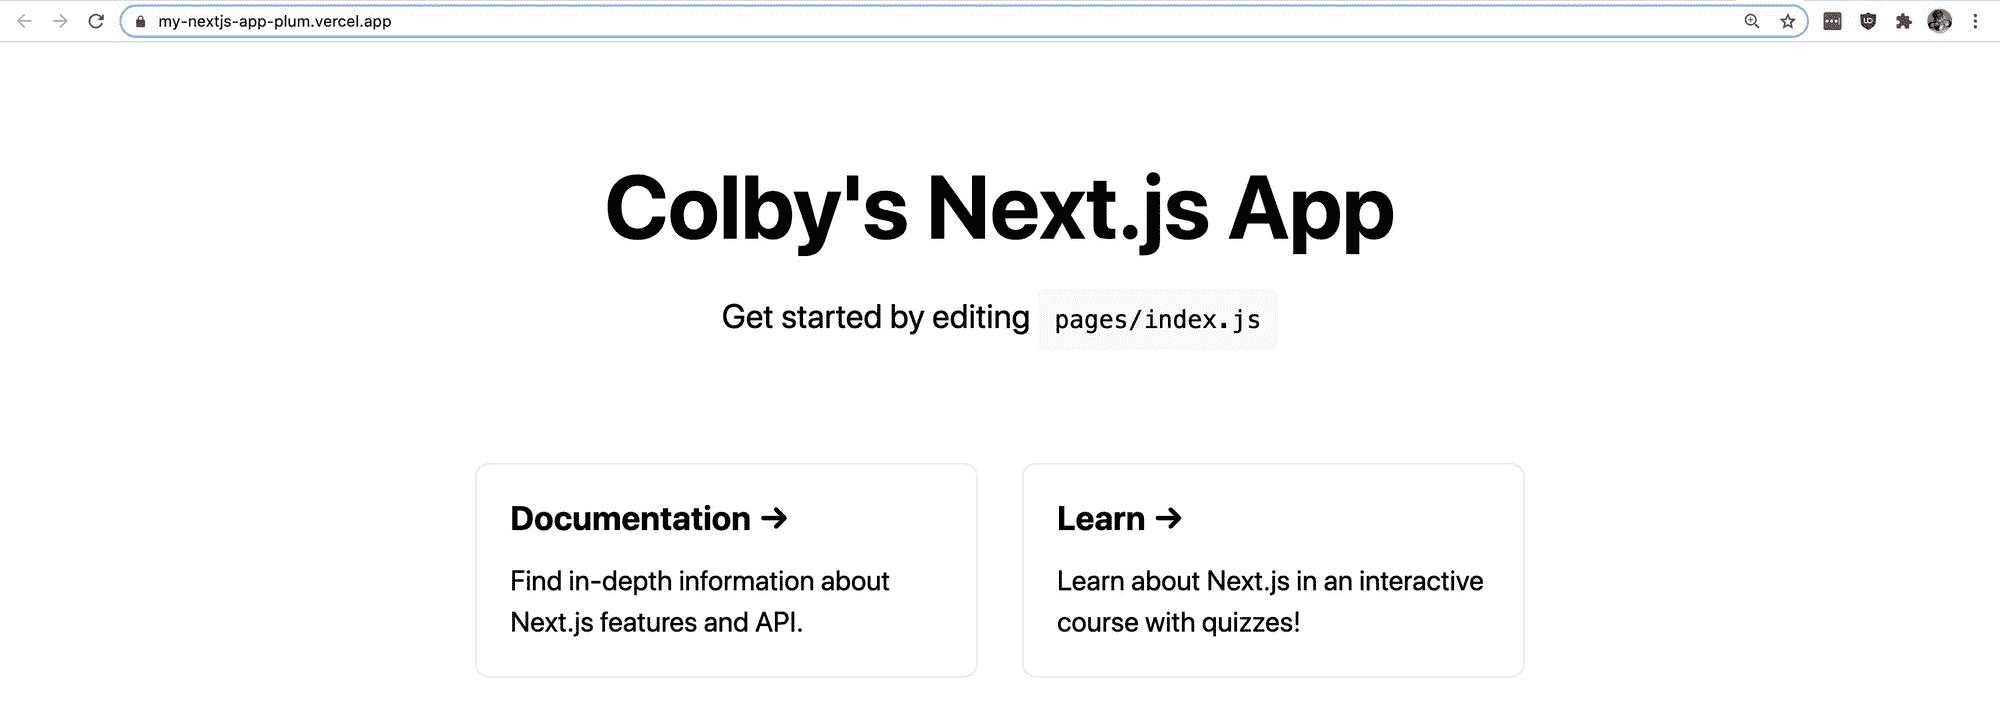 my-nextjs-app-plum.vercel.app
Colby's Next.js App
Get started by editing pages/index.js
Documentation →
Find in-depth information about
Next.js features and API.
Learn →
Learn about Next.js in an interactive
course with quizzes!